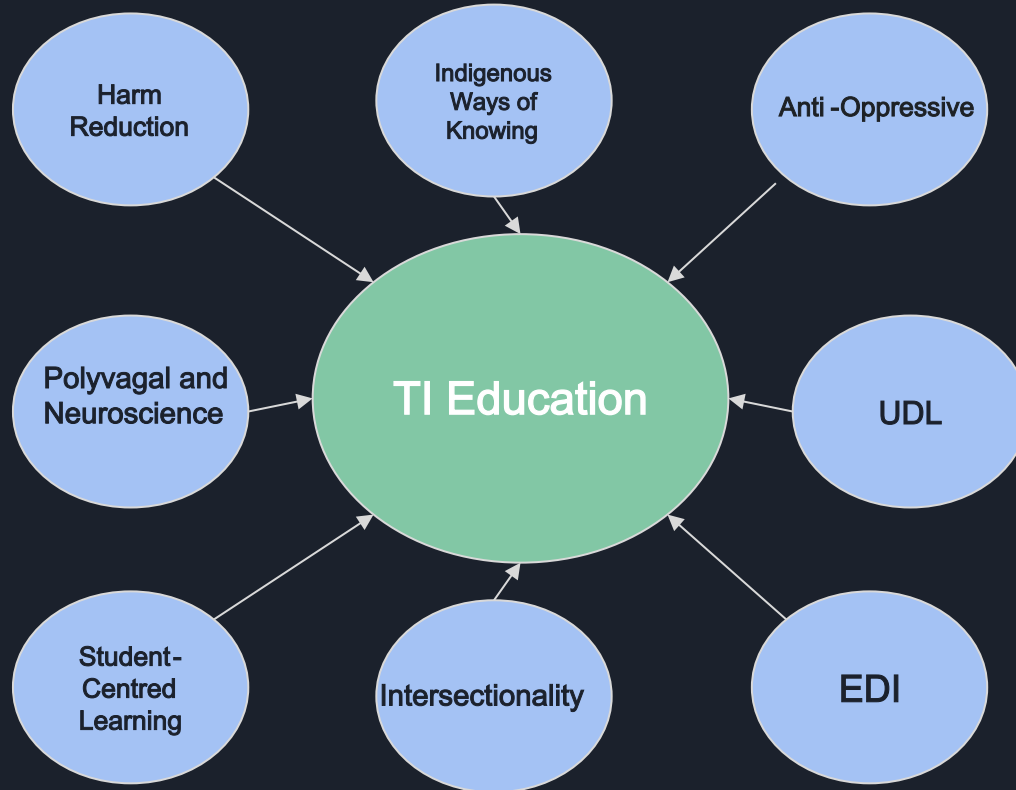 Harm
Reduction
Indigenous
Ways of
Knowing
Anti -Oppressive
Polyvagal and
Neuroscience
TI Education
UDL
Student-
Centred
Learning
Intersectionality
EDI